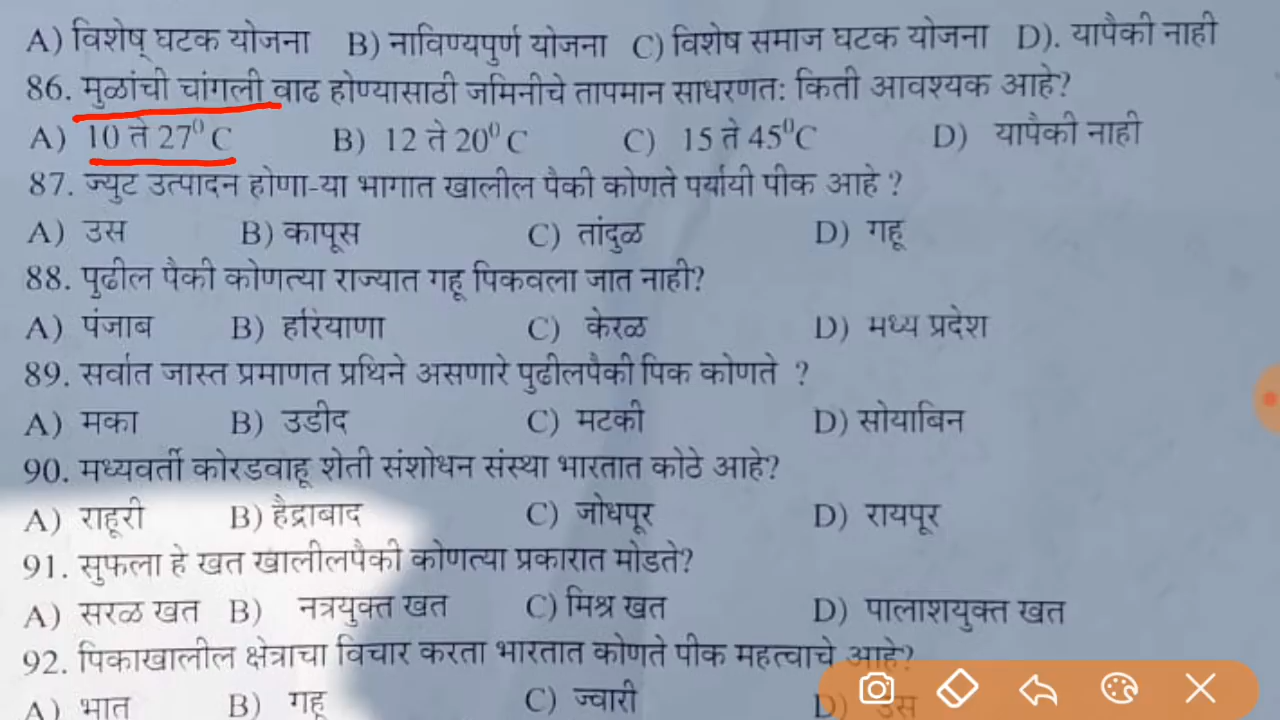 A) विशेष् घटक योजना B) नाविण्यपुर्ण योजना C) विशेष समाज घटक योजना D). यापैकी नाही
86. मुळांची चांगली वाढ होण्यासाठी जमिनीचे तापमान साधरणतः किती आवश्यक आहे?
A) 10 ते 27⁰ C B) 12 ते 20⁰ C C) 15 ते 45⁰C D) यापैकी नाही
87. ज्युट उत्पादन होणा-या भागात खालील पैकी कोणते पर्यायी पीक आहे ?
A) उस B) कापूस C) तांदुळ D) गहू
88. पुढील पैकी कोणत्या राज्यात गहू पिकवला जात नाही?
A) पंजाब B) हरियाणा C) केरळ D) मध्य प्रदेश
89. सर्वात जास्त प्रमाणत प्रथिने असणारे पुढीलपैकी पिक कोणते ?
A) मका B) उडीद C) मटकी D) सोयाबिन
90. मध्यवर्ती कोरडवाहू शेती संशोधन संस्था भारतात कोठे आहे?
A) राहूरी B) हैद्राबाद C) जोधपूर D) रायपूर
91. सुफला हे खत खालीलपैकी कोणत्या प्रकारात मोडते?
A) सरळ खत B) नत्रयुक्त खत C) मिश्र खत D) पालाशयुक्त खत
92. पिकाखालील क्षेत्राचा विचार करता भारतात कोणते पीक महत्वाचे आहे?
A) भात B) गहू C) ज्वारी D) उस